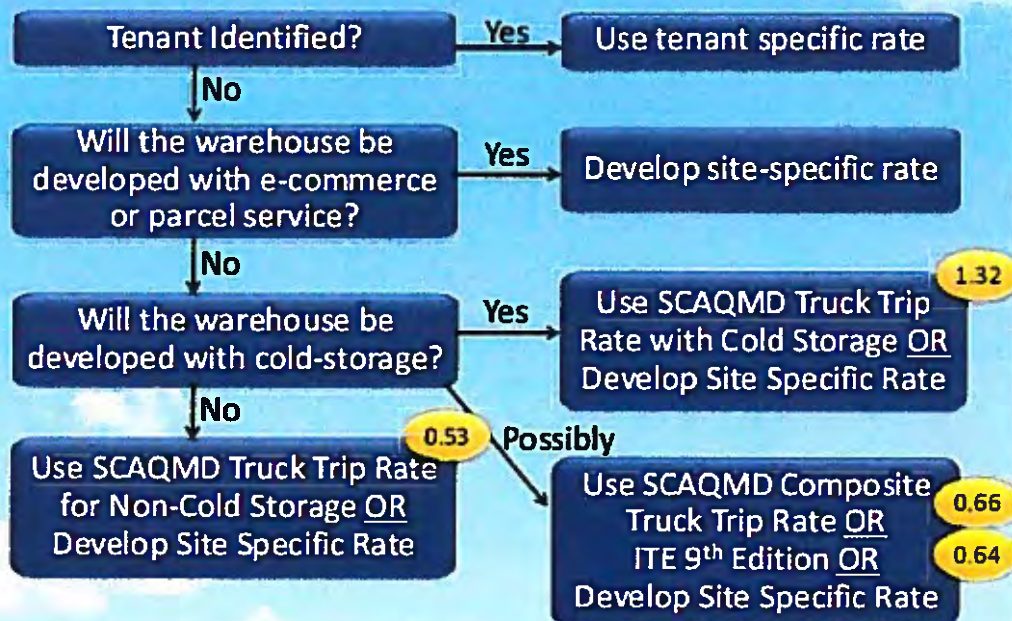 Tenant Identified?
Yes
Use tenant specific rate
No
Will the warehouse be
developed with e-commerce
or parcel service?
Yes
Develop site-specific rate
No
Will the warehouse be
developed with cold-storage?
Yes
1.32
Use SCAQMD Truck Trip
Rate with Cold Storage OR
Develop Site Specific Rate
No
0.53
Possibly
Use SCAQMD Truck Trip Rate
for Non-Cold Storage OR
Develop Site Specific Rate
Use SCAQMD Composite
Truck Trip Rate OR
ITE 9th Edition OR
Develop Site Specific Rate
0.66
0.64